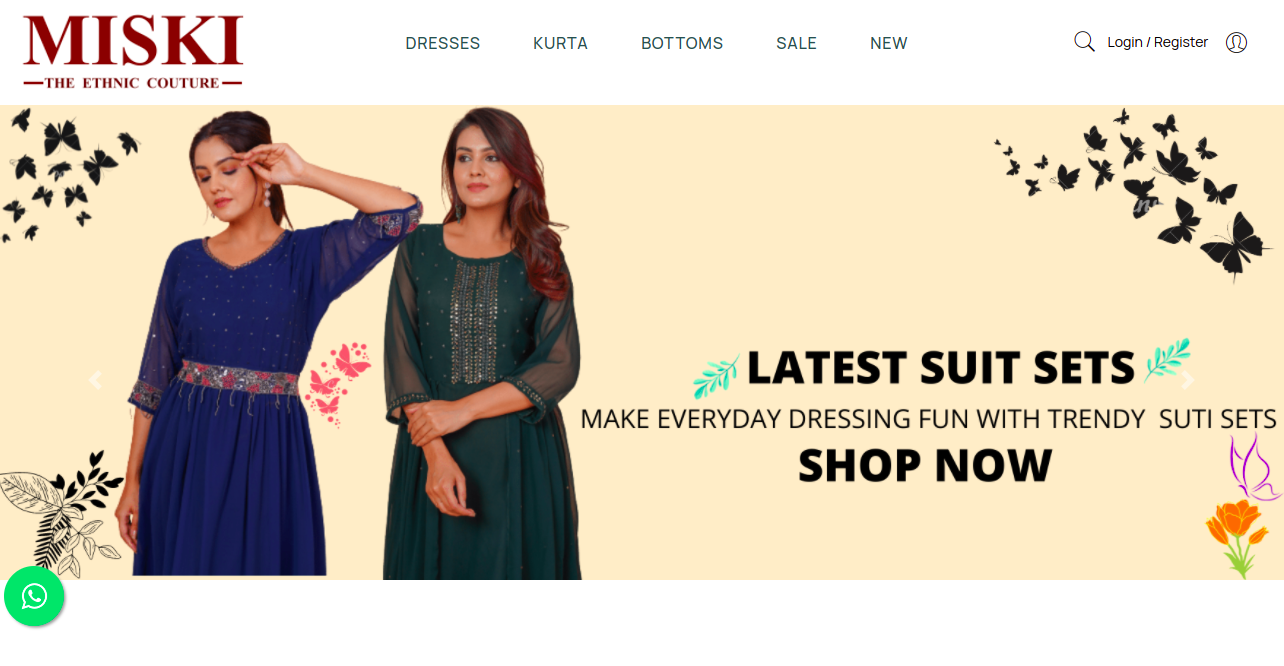 MISKI
THE ETHNIC COUTURE
DRESSES KURTA BOTTOMS SALE NEW
Login / Register
LATEST SUIT SETS
MAKE EVERYDAY DRESSING FUN WITH TRENDY SUTI SETS
SHOP NOW